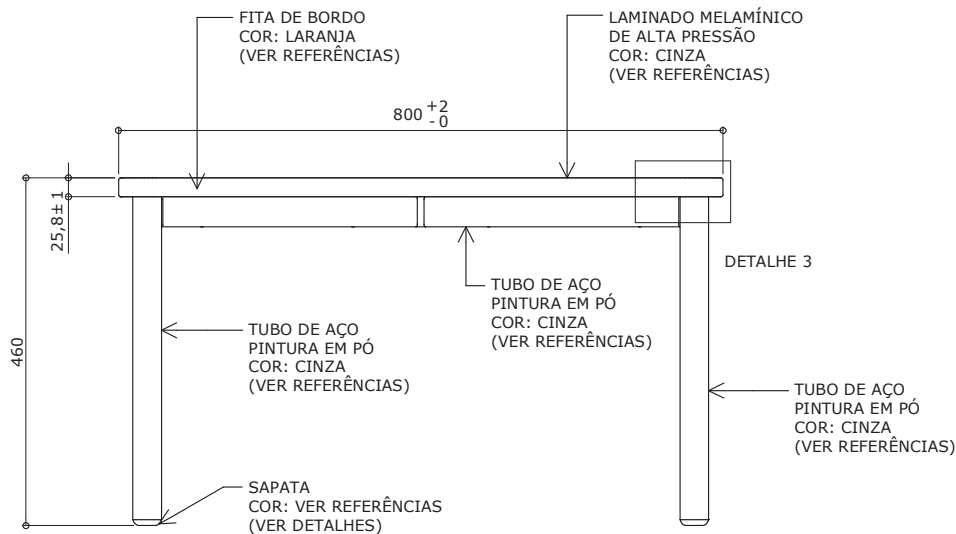 FITA DE BORDO
COR: LARANJA
(VER REFERÊNCIAS)
LAMINADO MELAMÍNICO
DE ALTA PRESSÃO
COR: CINZA
(VER REFERÊNCIAS)
800 +2
- 0
25,8± 1
460
DETALHE 3
TUBO DE AÇO
PINTURA EM PÓ
COR: CINZA
(VER REFERÊNCIAS)
TUBO DE AÇO
PINTURA EM PÓ
COR: CINZA
(VER REFERÊNCIAS)
TUBO DE AÇO
PINTURA EM PÓ
COR: CINZA
(VER REFERÊNCIAS)
SAPATA
COR: VER REFERÊNCIAS
(VER DETALHES)